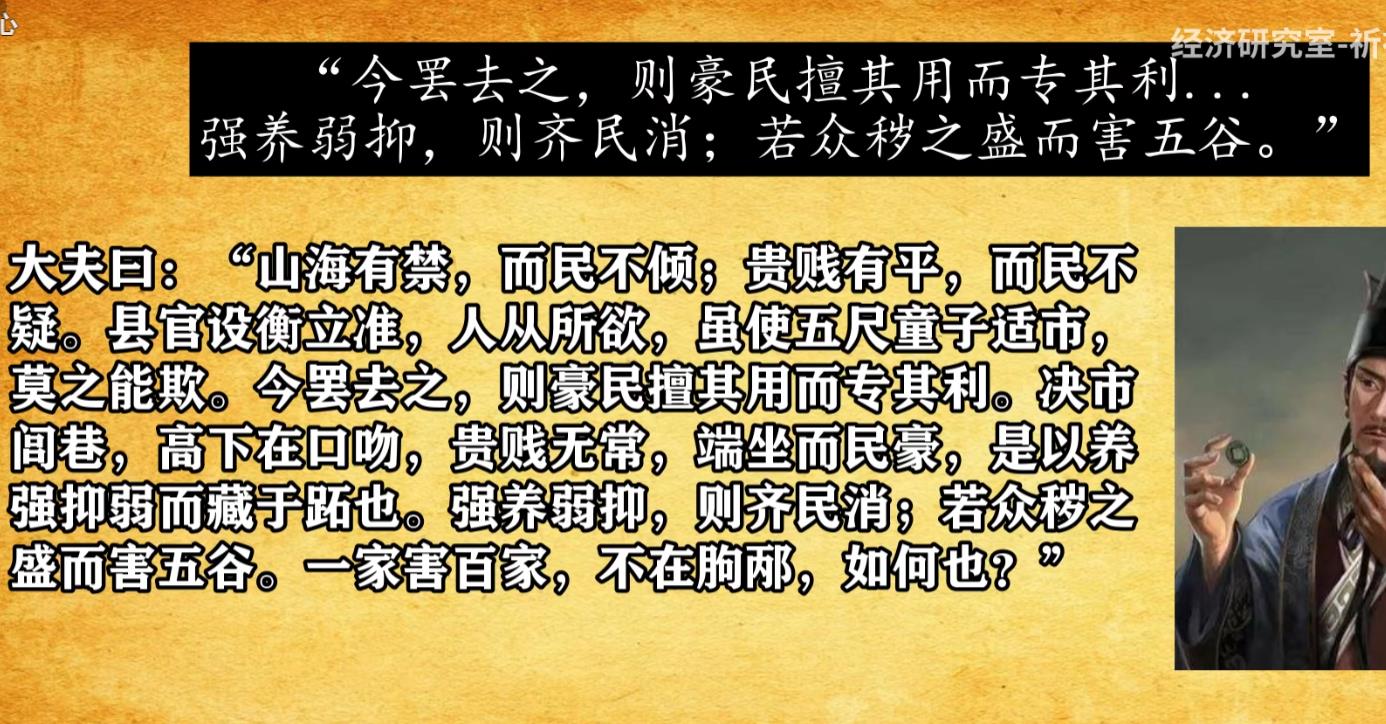 心
经济研究室-祈
“今罢去之，则豪民擅其用而专其利...
强养弱抑，则齐民消；若众秽之盛而害五谷。”
大夫曰：“山海有禁，而民不倾；贵贱有平，而民不
疑。县官设衡立准，人从所欲，虽使五尺童子适市，
莫之能欺。今罢去之，则豪民擅其用而专其利。决市
闾巷，高下在口吻，贵贱无常，端坐而民豪，是以养
强抑弱而藏于跖也。强养弱抑，则齐民消；若众秽之
盛而害五谷。一家害百家，不在朐邴，如何也？”